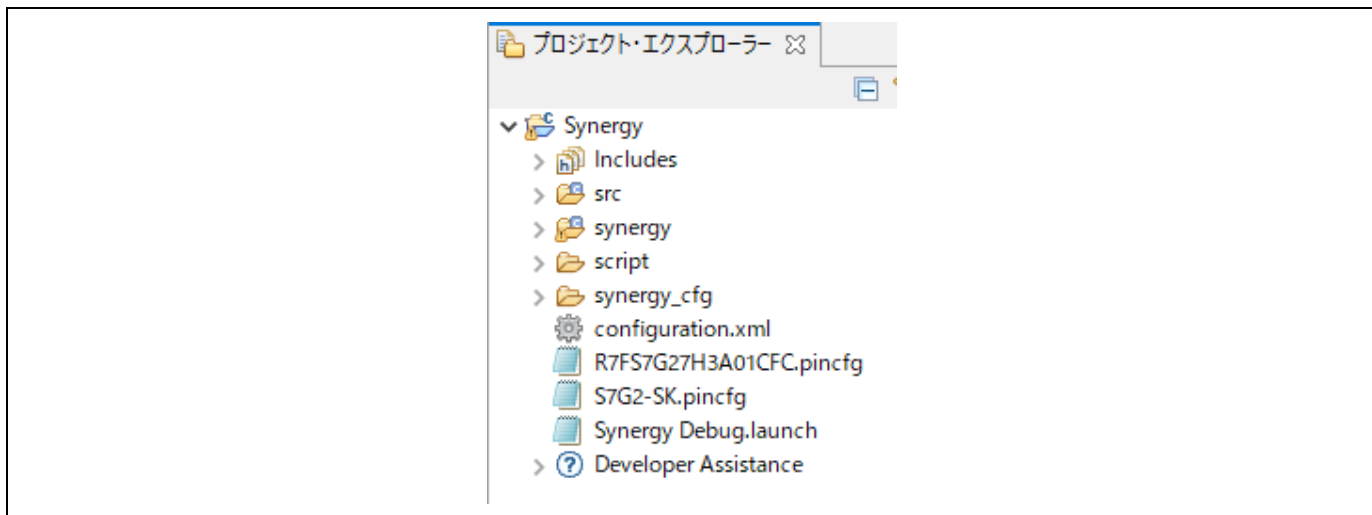 プロジェクト・エクスプローラー
Synergy
Includes
src
synergy
script
synergy_cfg
configuration.xml
R7FS7G27H3A01CFC.pincfg
S7G2-SK.pincfg
Synergy Debug.launch
Developer Assistance